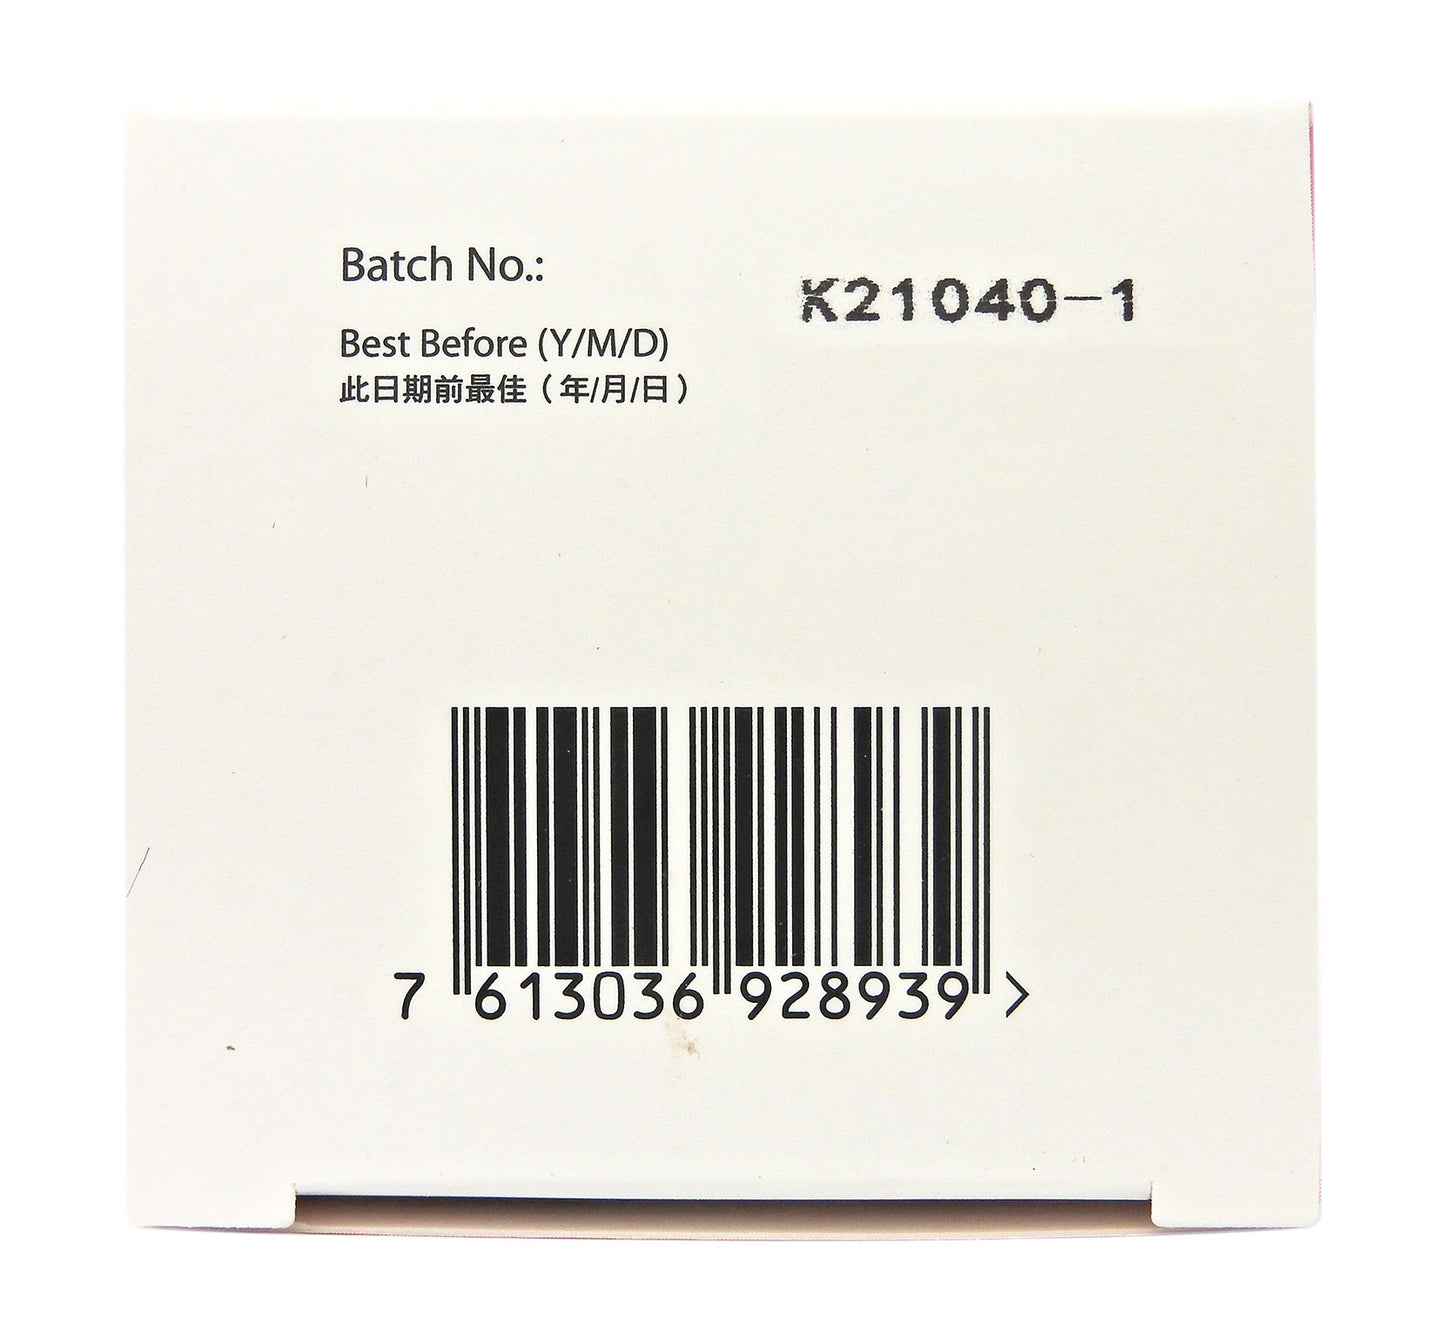 Batch No.:
K21040-1
Best Before (Y/M/D)
此日期前最佳（年/月/日）
7 613036 928939 >